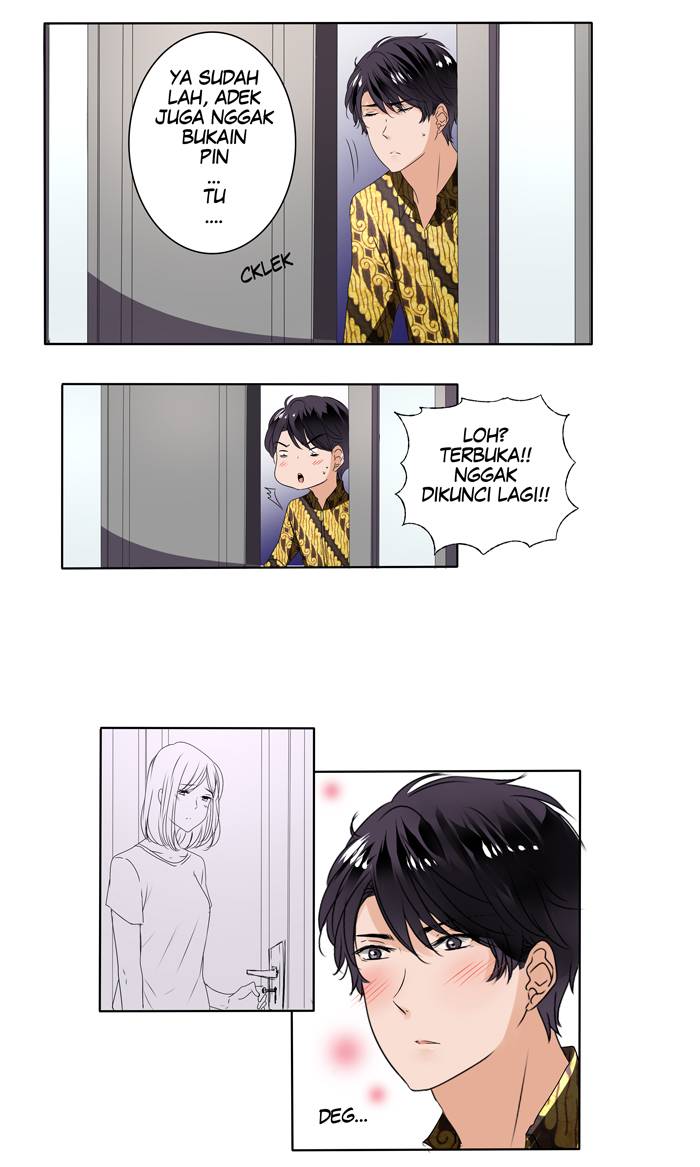 YA SUDAH
LAH, ADEK
JUGA NGGAK
BUKAIN
PIN
...
TU
....
CKLEK
LOH?
TERBUKA!!
NGGAK
DIKUNCI LAGI!!
DEG...